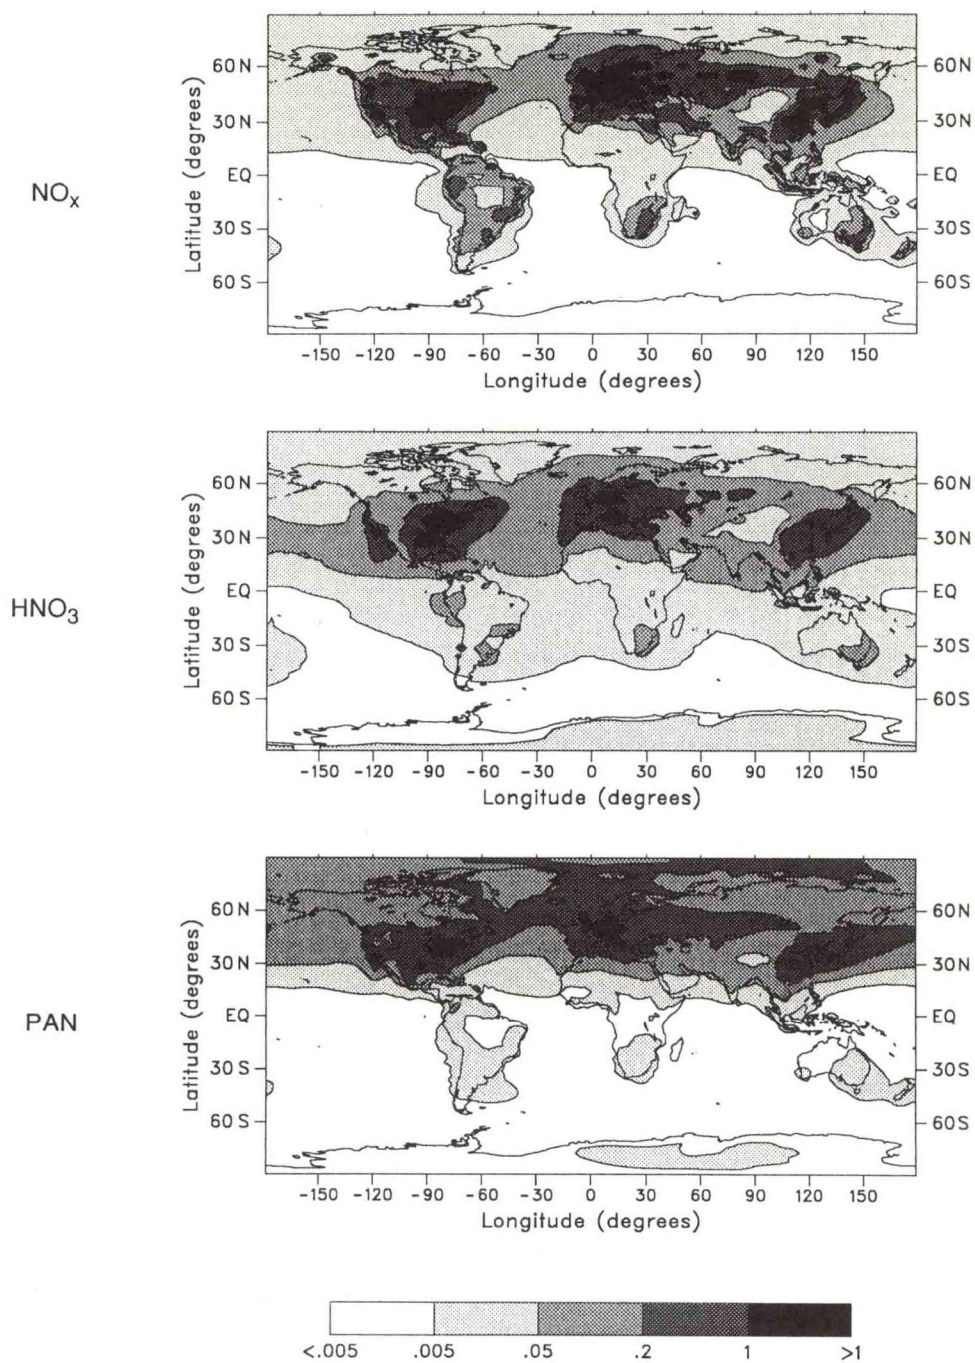 NOx
Latitude (degrees)
60 N 60 N
30 N 30 N
EQ EQ
30 S 30 S
60 S 60 S
-150 -120 -90 -60 -30 0 30 60 90 120 150
Longitude (degrees)
HNO3
Latitude (degrees)
60 N 60 N
30 N 30 N
EQ EQ
30 S 30 S
60 S 60 S
-150 -120 -90 -60 -30 0 30 60 90 120 150
Longitude (degrees)
PAN
Latitude (degrees)
60 N 60 N
30 N 30 N
EQ EQ
30 S 30 S
60 S 60 S
-150 -120 -90 -60 -30 0 30 60 90 120 150
Longitude (degrees)
<.005 .005 .05 .2 1 >1